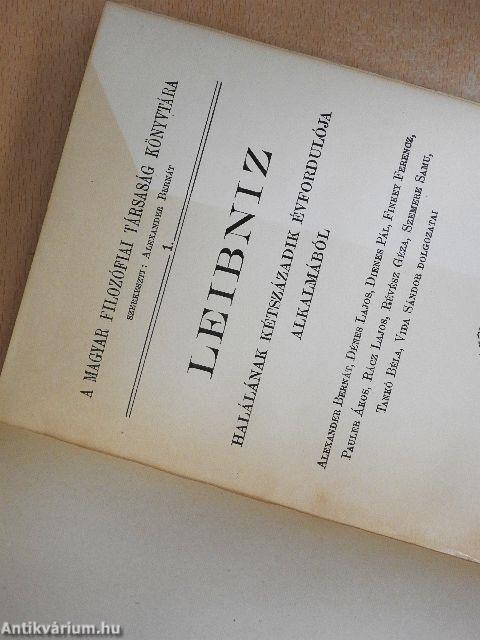 A MAGYAR FILOZÓFIAI TÁRSASÁG KÖNYVTÁRA
SZERKESZTI: ALEXANDER BERNÁT
1.
LEIBNIZ
HALÁLÁNAK KÉTSZÁZADIK ÉVFORDULÓJA
ALKALMÁBÓL
ALEXANDER BERNÁT, DÉNES LAJOS, DIENES PÁL, FINKEY FERENCZ,
PAULER ÁKOS, RÁCZ LAJOS, RÉVÉSZ GÉZA, SZEMERE SAMU,
TANKÓ BÉLA, VIDA SÁNDOR DOLGOZATAI
Antikvárium.hu